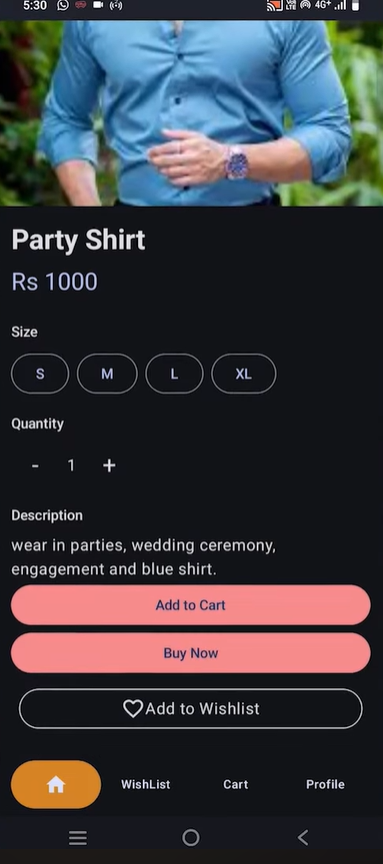 5:30 4G+
Party Shirt
Rs 1000
Size
S M L XL
Quantity
- 1 +
Description
wear in parties, wedding ceremony,
engagement and blue shirt.
Add to Cart
Buy Now
Add to Wishlist
WishList Cart Profile